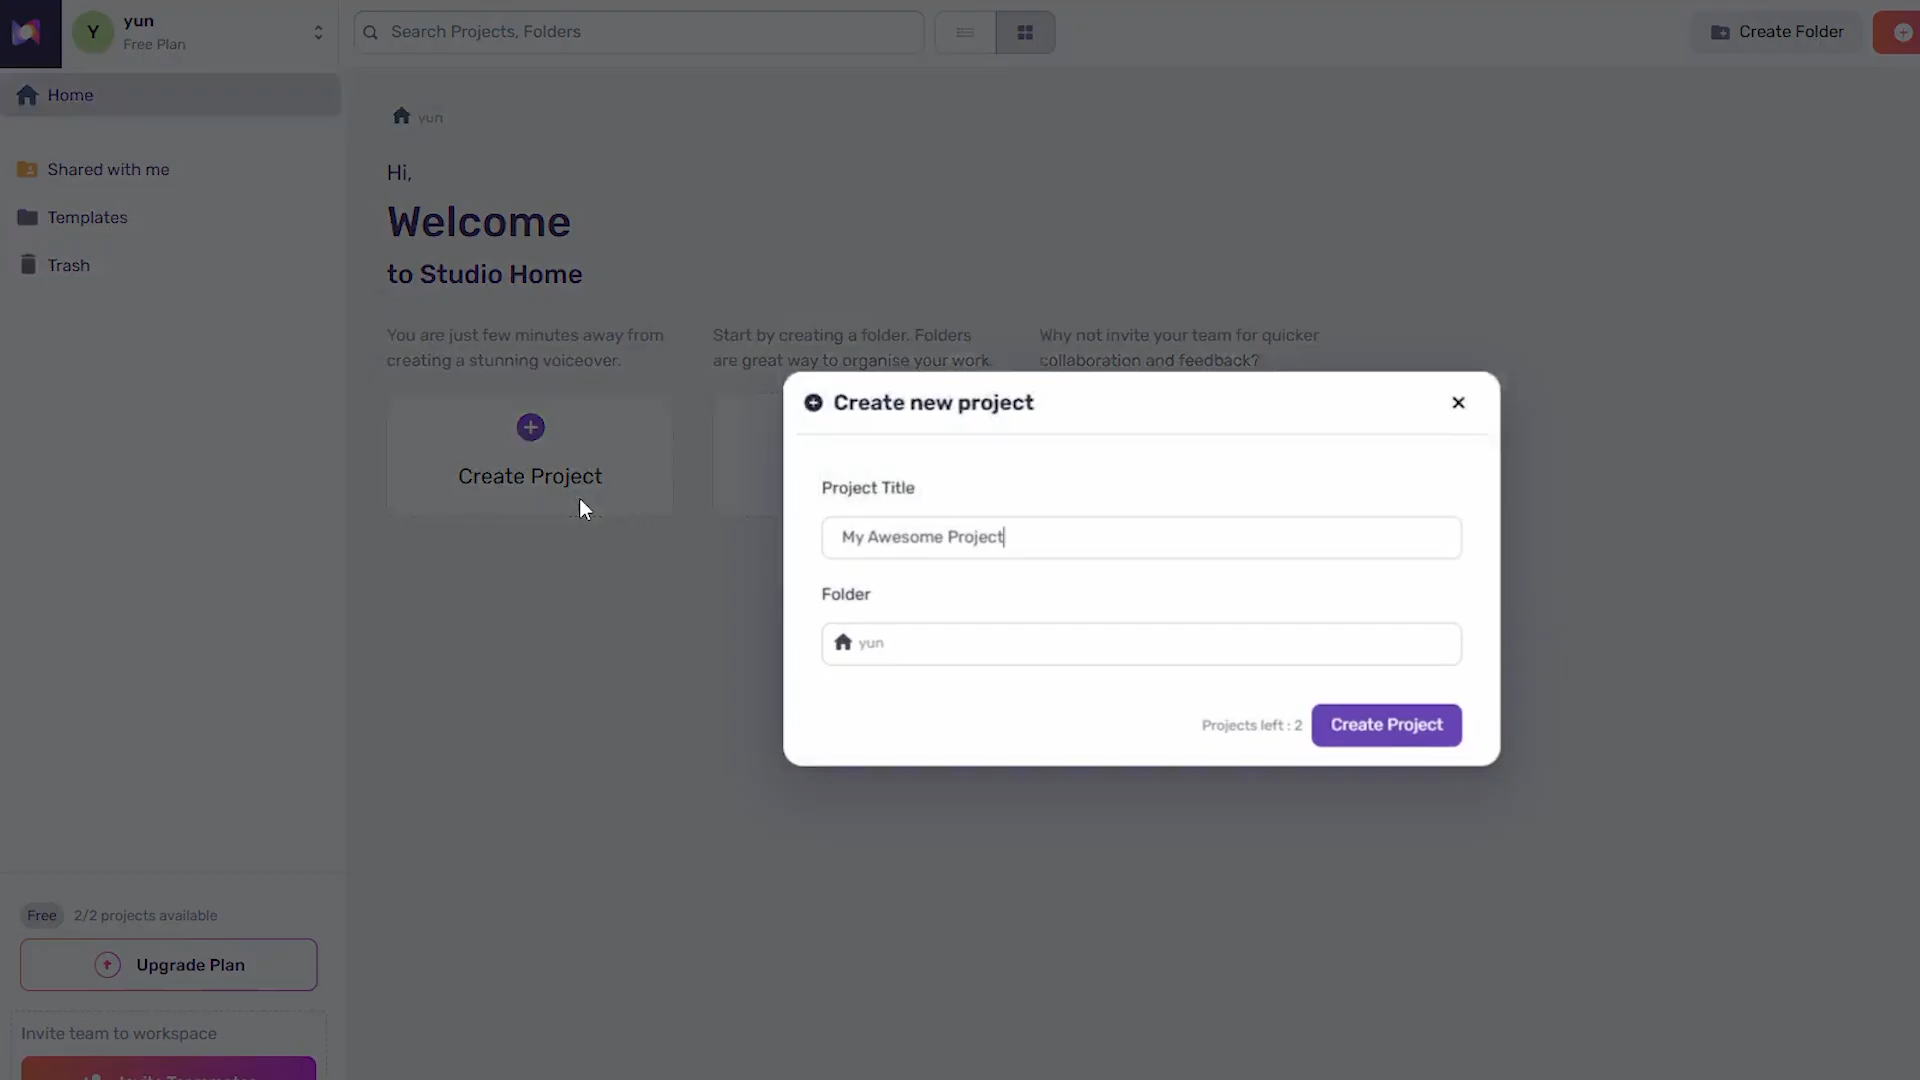 Y
yun
Free Plan
Search Projects, Folders
Create Folder
Home
Shared with me
Templates
Trash
yun
Hi,
Welcome
to Studio Home
You are just few minutes away from
creating a stunning voiceover.
Start by creating a folder. Folders
are great way to organise your work.
Why not invite your team for quicker
collaboration and feedback?
Create Project
Create new project
Project Title
My Awesome Project
Folder
yun
Projects left : 2
Create Project
Free 2/2 projects available
Upgrade Plan
Invite team to workspace